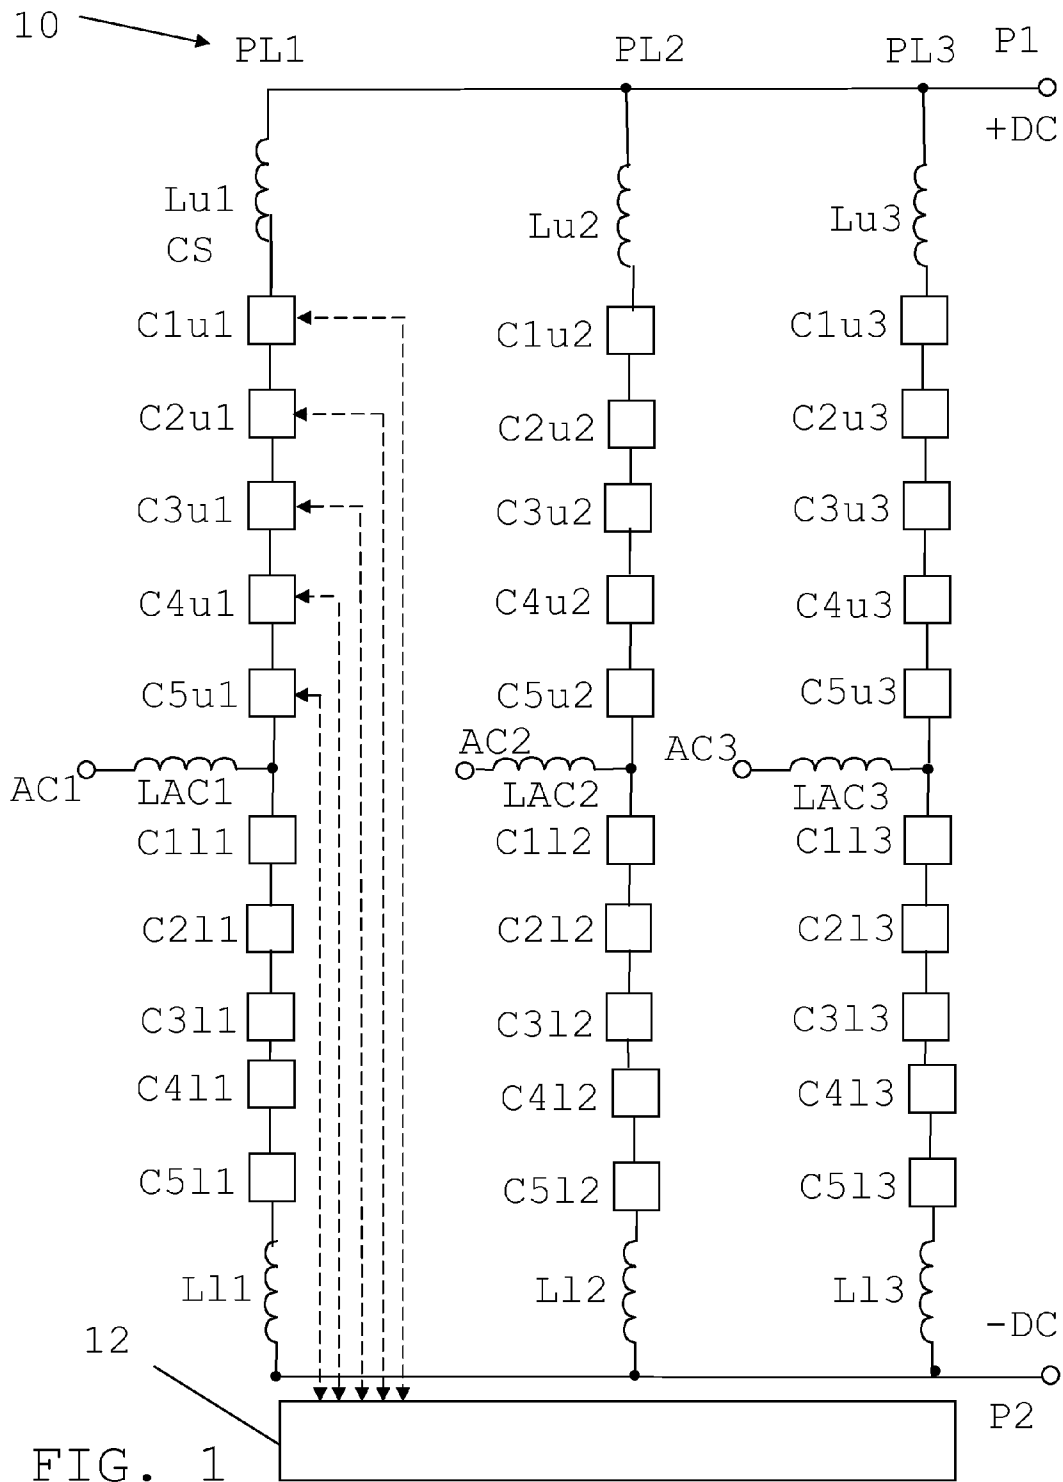 10
PL1 PL2 PL3 P1
+DC
Lu1 Lu2 Lu3
CS
C1u1 C1u2 C1u3
C2u1 C2u2 C2u3
C3u1 C3u2 C3u3
C4u1 C4u2 C4u3
C5u1 C5u2 C5u3
AC1 AC2 AC3
LAC1 LAC2 LAC3
C1l1 C1l2 C1l3
C2l1 C2l2 C2l3
C3l1 C3l2 C3l3
C4l1 C4l2 C4l3
C5l1 C5l2 C5l3
Ll1 Ll2 Ll3
-DC
12
P2
FIG. 1